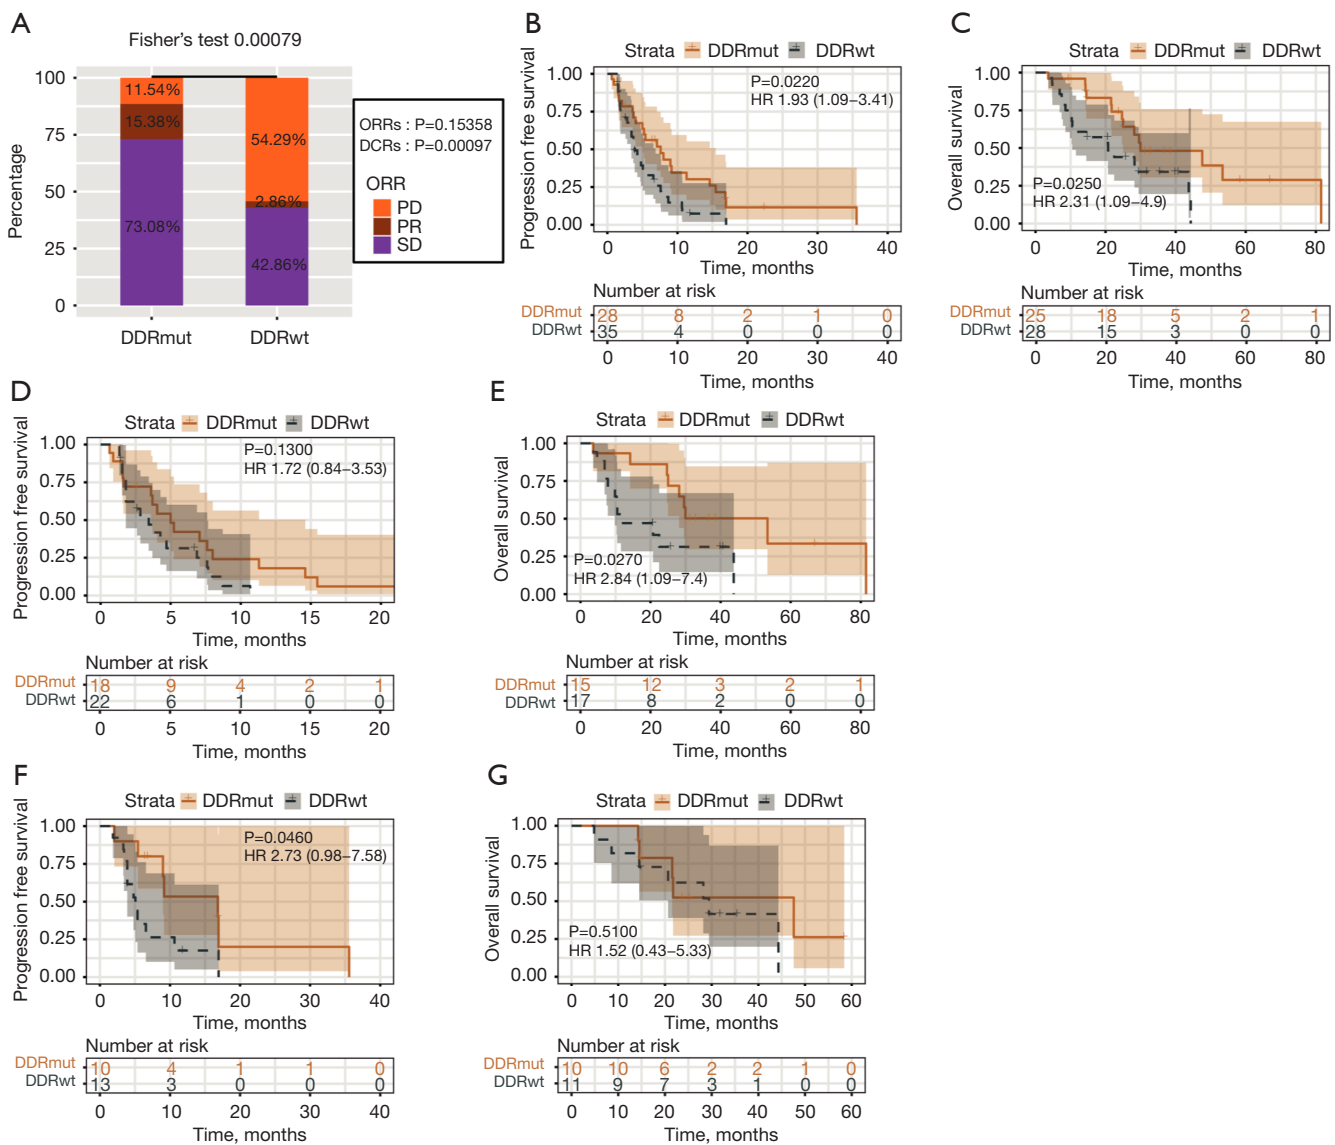 A
Fisher's test 0.00079
100
75
50
25
0
Percentage
11.54%
15.38%
73.08%
54.29%
2.86%
42.86%
DDRmut
DDRwt
ORRs : P=0.15358
DCRs : P=0.00097
ORR
PD
PR
SD
B
Strata DDRmut DDRwt
Progression free survival
1.00
0.75
0.50
0.25
0.00
P=0.0220
HR 1.93 (1.09−3.41)
0 10 20 30 40
Time, months
Number at risk
DDRmut 28 8 2 1 0
DDRwt 35 4 0 0 0
0 10 20 30 40
Time, months
C
Strata DDRmut DDRwt
Overall survival
1.00
0.75
0.50
0.25
0.00
P=0.0250
HR 2.31 (1.09−4.9)
0 20 40 60 80
Time, months
Number at risk
DDRmut 25 18 5 2 1
DDRwt 28 15 3 0 0
0 20 40 60 80
Time, months
D
Strata DDRmut DDRwt
Progression free survival
1.00
0.75
0.50
0.25
0.00
P=0.1300
HR 1.72 (0.84−3.53)
0 5 10 15 20
Time, months
Number at risk
DDRmut 18 9 4 2 1
DDRwt 22 6 1 0 0
0 5 10 15 20
Time, months
E
Strata DDRmut DDRwt
Overall survival
1.00
0.75
0.50
0.25
0.00
P=0.0270
HR 2.84 (1.09−7.4)
0 20 40 60 80
Time, months
Number at risk
DDRmut 15 12 3 2 1
DDRwt 17 8 2 0 0
0 20 40 60 80
Time, months
F
Strata DDRmut DDRwt
Progression free survival
1.00
0.75
0.50
0.25
0.00
P=0.0460
HR 2.73 (0.98−7.58)
0 10 20 30 40
Time, months
Number at risk
DDRmut 10 4 1 1 0
DDRwt 13 3 0 0 0
0 10 20 30 40
Time, months
G
Strata DDRmut DDRwt
Overall survival
1.00
0.75
0.50
0.25
0.00
P=0.5100
HR 1.52 (0.43−5.33)
0 10 20 30 40 50 60
Time, months
Number at risk
DDRmut 10 10 6 2 2 1 0
DDRwt 11 9 7 3 1 0 0
0 10 20 30 40 50 60
Time, months